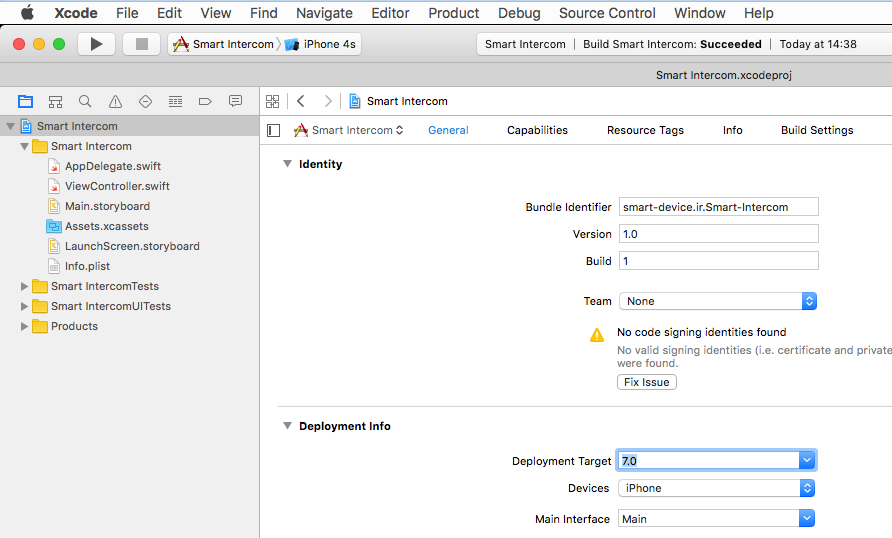 Xcode File Edit View Find Navigate Editor Product Debug Source Control Window Help
Smart Intercom iPhone 4s Smart Intercom | Build Smart Intercom: Succeeded | Today at 14:38
Smart Intercom.xcodeproj
Smart Intercom
Smart Intercom
Smart Intercom General Capabilities Resource Tags Info Build Settings
Smart Intercom
AppDelegate.swift
ViewController.swift
Main.storyboard
Assets.xcassets
LaunchScreen.storyboard
Info.plist
Smart IntercomTests
Smart IntercomUITests
Products
Identity
Bundle Identifier smart-device.ir.Smart-Intercom
Version 1.0
Build 1
Team None
No code signing identities found
No valid signing identities (i.e. certificate and private
were found.
Fix Issue
Deployment Info
Deployment Target 7.0
Devices iPhone
Main Interface Main